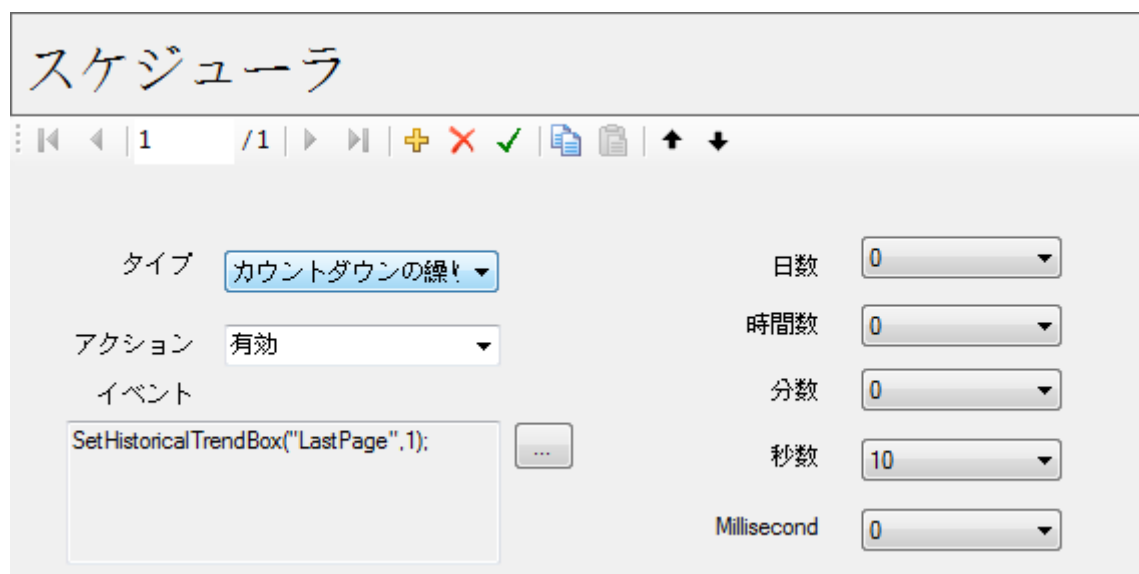 スケジューラ
1 /1
タイプ カウントダウンの繰り
アクション 有効
イベント
SetHistoricalTrendBox("LastPage",1);
...
日数 0
時間数 0
分数 0
秒数 10
Millisecond 0